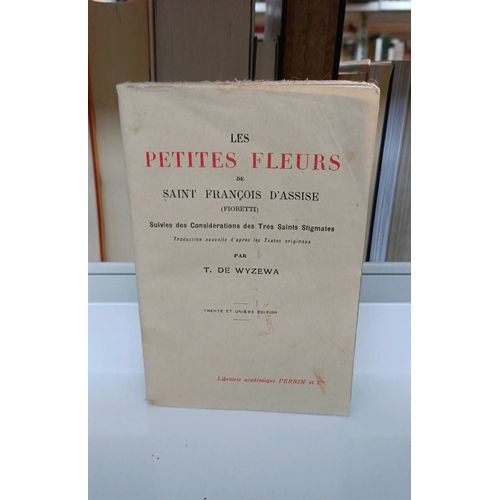 LES
PETITES FLEURS
DE
SAINT FRANÇOIS D'ASSISE
(FIORETTI)
Suivies des Considérations des Très Saints Stigmates
Traduction nouvelle d'après les Textes originaux
PAR
T. DE WYZEWA
TRENTE ET UNIÈME ÉDITION
Librairie académique PERRIN et Cie